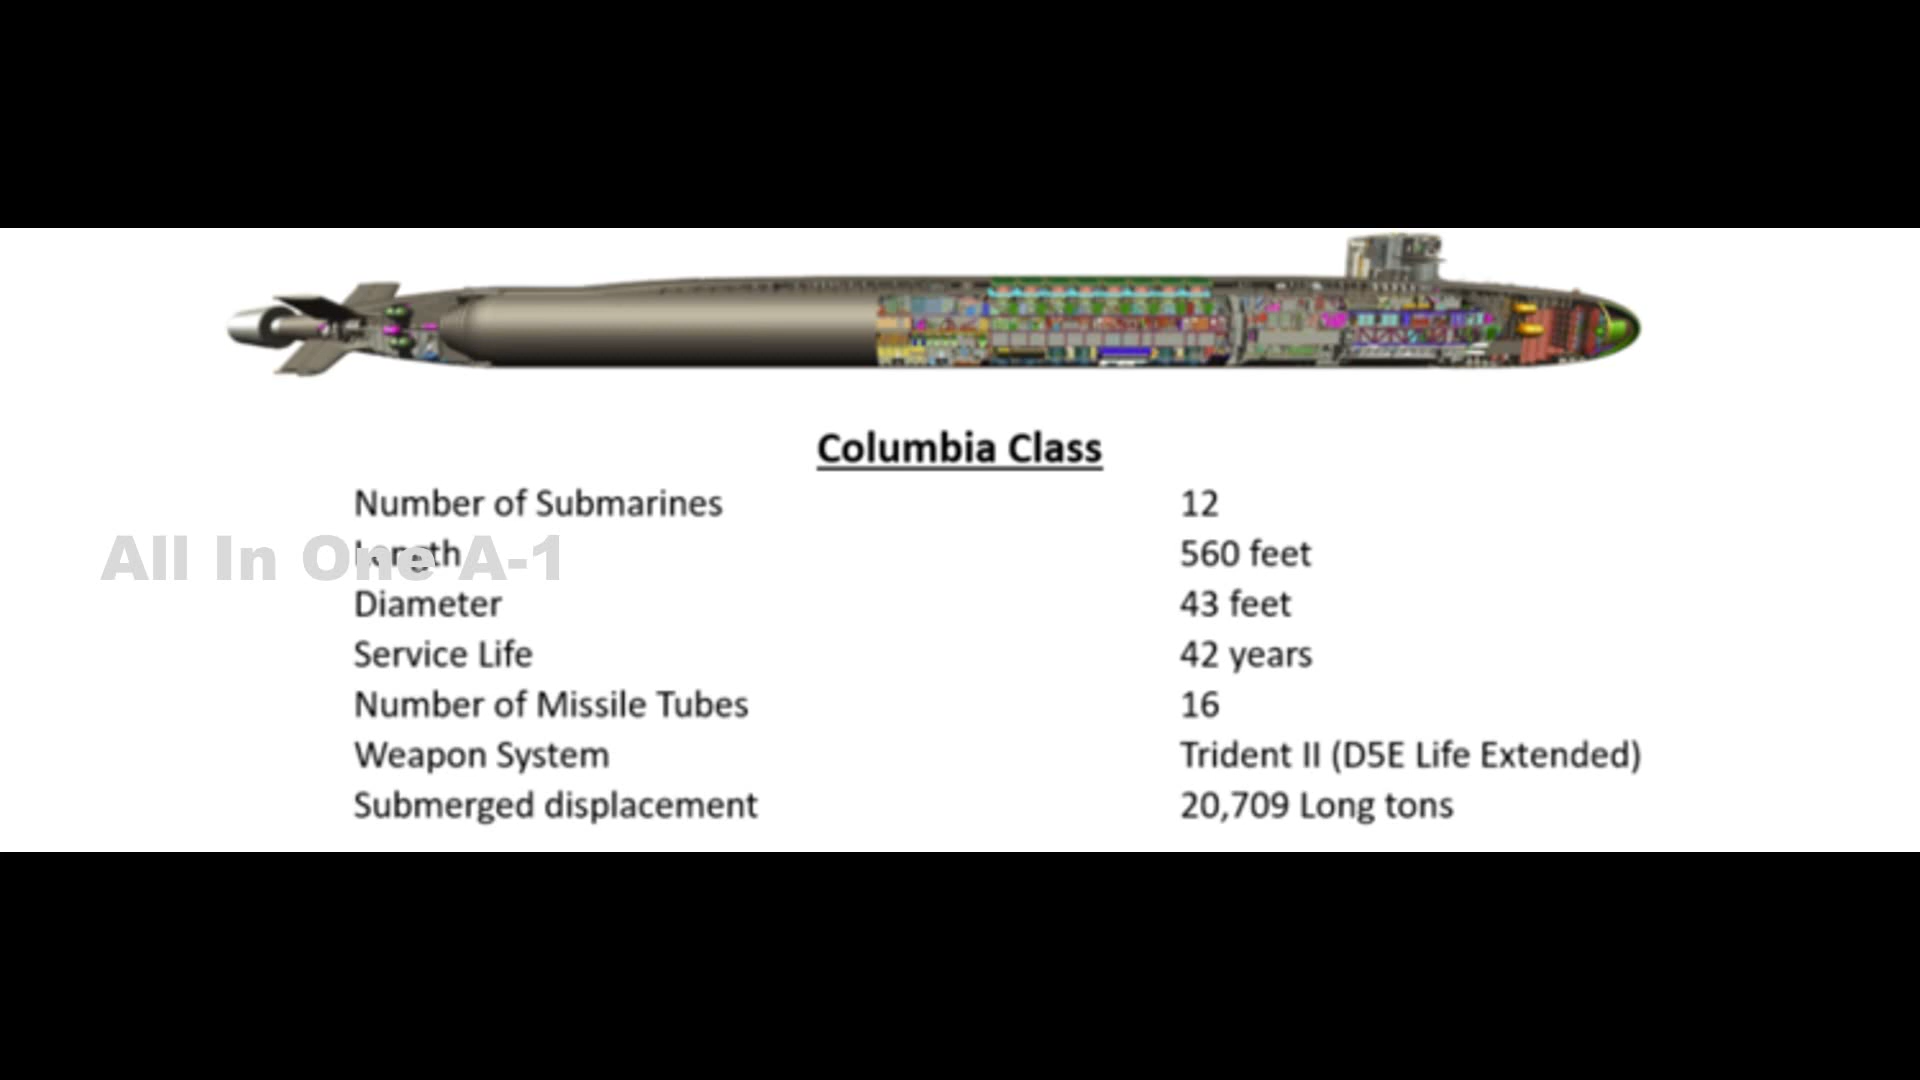 Columbia Class
Number of Submarines 12
Length 560 feet
All In One A-1
Diameter 43 feet
Service Life 42 years
Number of Missile Tubes 16
Weapon System Trident II (D5E Life Extended)
Submerged displacement 20,709 Long tons